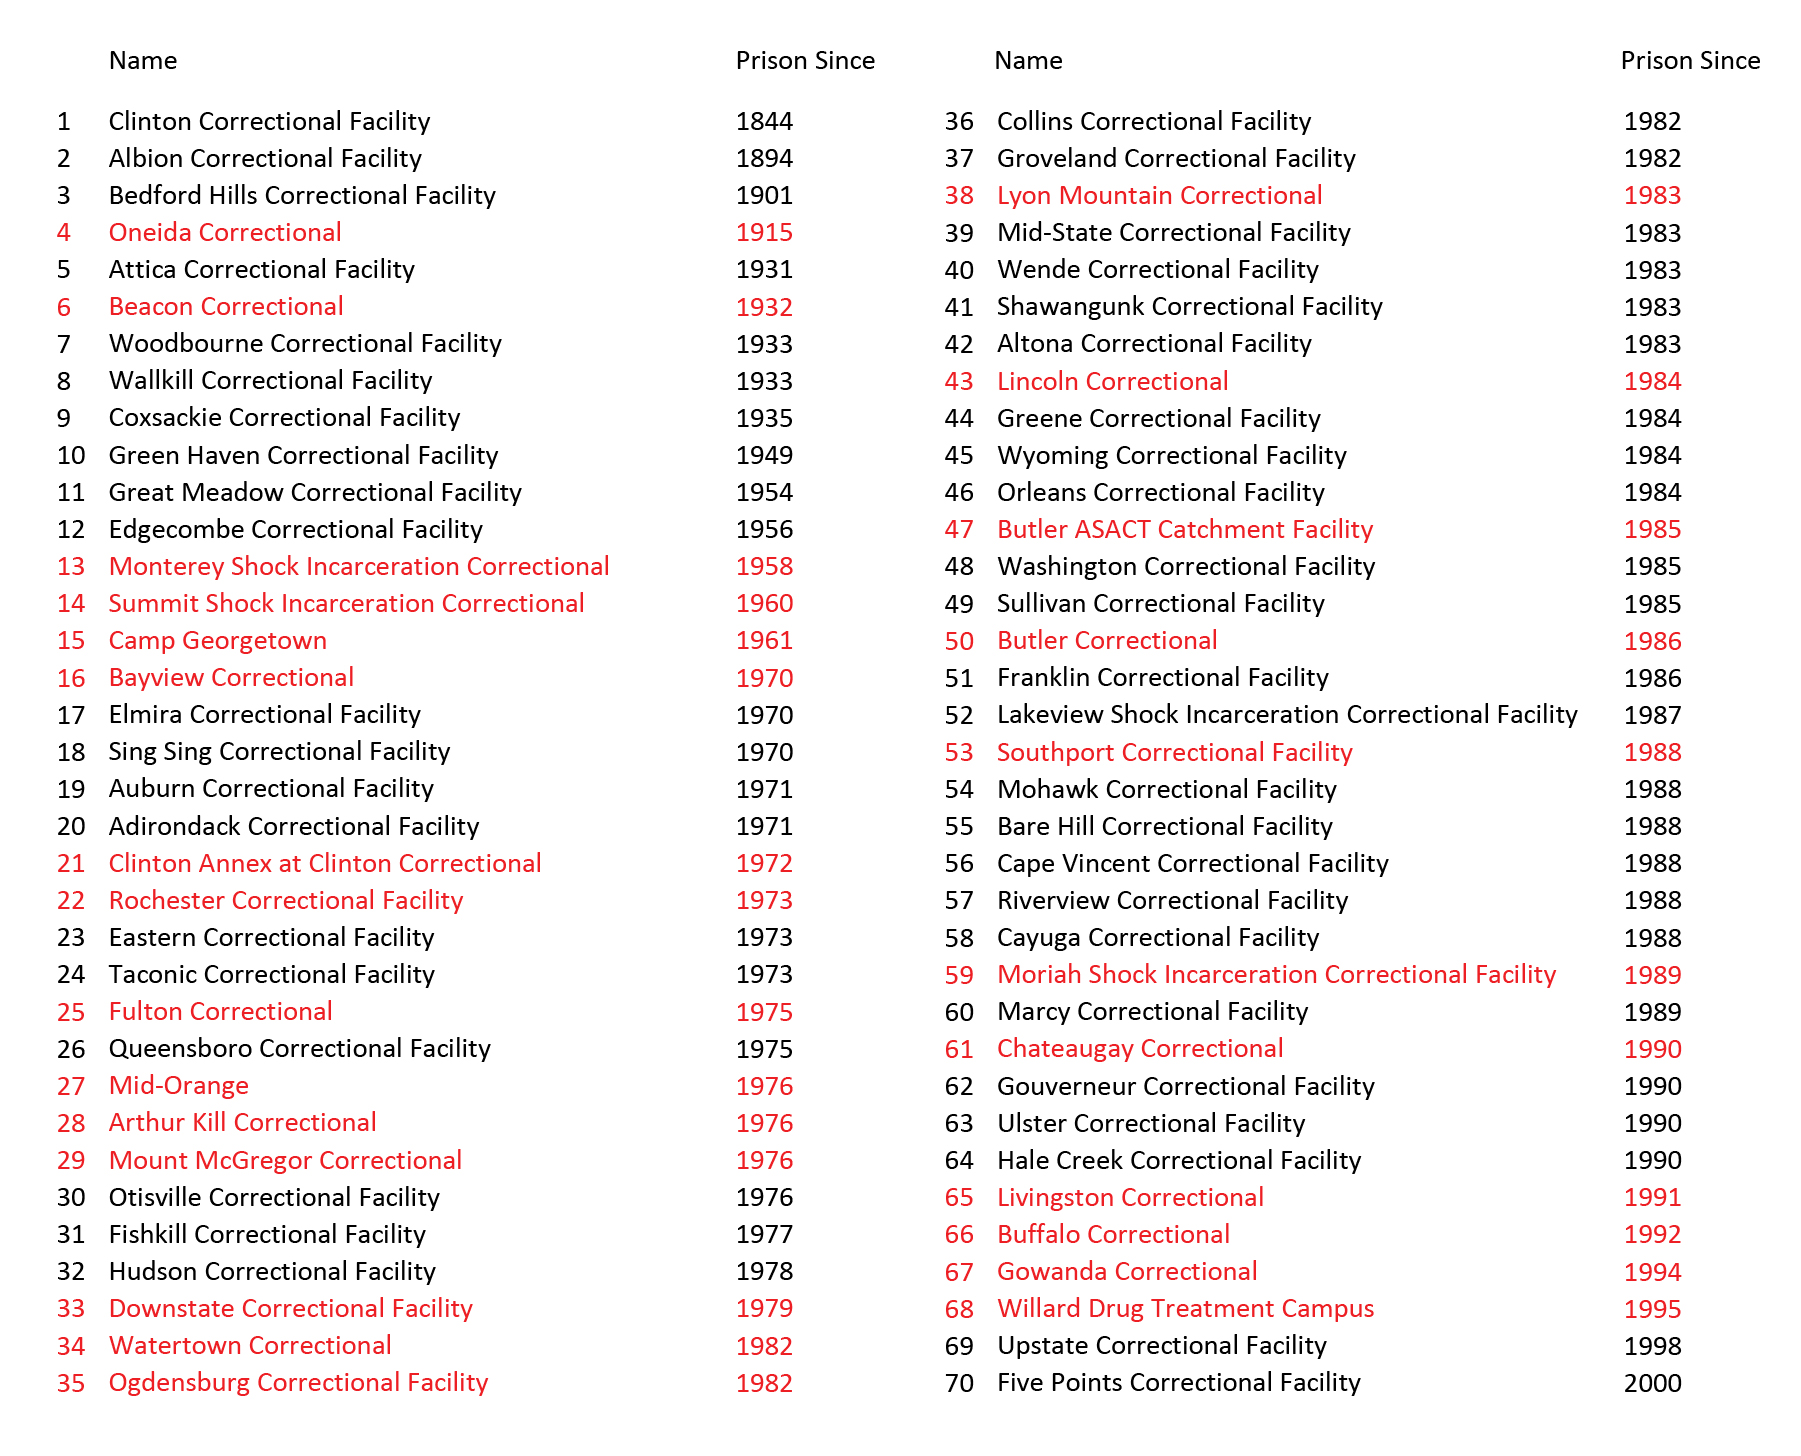 Name Prison Since
1 Clinton Correctional Facility 1844
2 Albion Correctional Facility 1894
3 Bedford Hills Correctional Facility 1901
4 Oneida Correctional 1915
5 Attica Correctional Facility 1931
6 Beacon Correctional 1932
7 Woodbourne Correctional Facility 1933
8 Wallkill Correctional Facility 1933
9 Coxsackie Correctional Facility 1935
10 Green Haven Correctional Facility 1949
11 Great Meadow Correctional Facility 1954
12 Edgecombe Correctional Facility 1956
13 Monterey Shock Incarceration Correctional 1958
14 Summit Shock Incarceration Correctional 1960
15 Camp Georgetown 1961
16 Bayview Correctional 1970
17 Elmira Correctional Facility 1970
18 Sing Sing Correctional Facility 1970
19 Auburn Correctional Facility 1971
20 Adirondack Correctional Facility 1971
21 Clinton Annex at Clinton Correctional 1972
22 Rochester Correctional Facility 1973
23 Eastern Correctional Facility 1973
24 Taconic Correctional Facility 1973
25 Fulton Correctional 1975
26 Queensboro Correctional Facility 1975
27 Mid-Orange 1976
28 Arthur Kill Correctional 1976
29 Mount McGregor Correctional 1976
30 Otisville Correctional Facility 1976
31 Fishkill Correctional Facility 1977
32 Hudson Correctional Facility 1978
33 Downstate Correctional Facility 1979
34 Watertown Correctional 1982
35 Ogdensburg Correctional Facility 1982
Name Prison Since
36 Collins Correctional Facility 1982
37 Groveland Correctional Facility 1982
38 Lyon Mountain Correctional 1983
39 Mid-State Correctional Facility 1983
40 Wende Correctional Facility 1983
41 Shawangunk Correctional Facility 1983
42 Altona Correctional Facility 1983
43 Lincoln Correctional 1984
44 Greene Correctional Facility 1984
45 Wyoming Correctional Facility 1984
46 Orleans Correctional Facility 1984
47 Butler ASACT Catchment Facility 1985
48 Washington Correctional Facility 1985
49 Sullivan Correctional Facility 1985
50 Butler Correctional 1986
51 Franklin Correctional Facility 1986
52 Lakeview Shock Incarceration Correctional Facility 1987
53 Southport Correctional Facility 1988
54 Mohawk Correctional Facility 1988
55 Bare Hill Correctional Facility 1988
56 Cape Vincent Correctional Facility 1988
57 Riverview Correctional Facility 1988
58 Cayuga Correctional Facility 1988
59 Moriah Shock Incarceration Correctional Facility 1989
60 Marcy Correctional Facility 1989
61 Chateaugay Correctional 1990
62 Gouverneur Correctional Facility 1990
63 Ulster Correctional Facility 1990
64 Hale Creek Correctional Facility 1990
65 Livingston Correctional 1991
66 Buffalo Correctional 1992
67 Gowanda Correctional 1994
68 Willard Drug Treatment Campus 1995
69 Upstate Correctional Facility 1998
70 Five Points Correctional Facility 2000